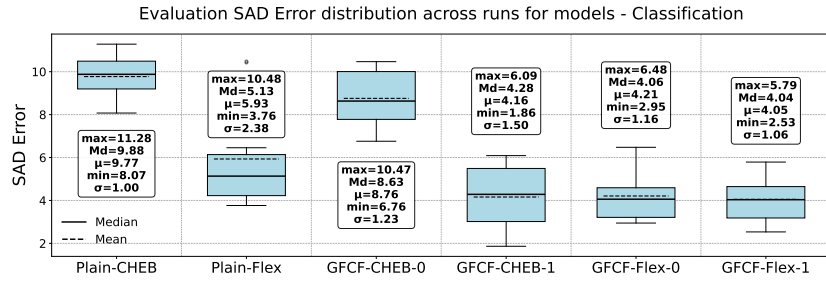 Evaluation SAD Error distribution across runs for models - Classification
SAD Error
10
8
6
4
2
max=11.28
Md=9.88
μ=9.77
min=8.07
σ=1.00
max=10.48
Md=5.13
μ=5.93
min=3.76
σ=2.38
max=10.47
Md=8.63
μ=8.76
min=6.76
σ=1.23
max=6.09
Md=4.28
μ=4.16
min=1.86
σ=1.50
max=6.48
Md=4.06
μ=4.21
min=2.95
σ=1.16
max=5.79
Md=4.04
μ=4.05
min=2.53
σ=1.06
Median
Mean
Plain-CHEB
Plain-Flex
GFCF-CHEB-0
GFCF-CHEB-1
GFCF-Flex-0
GFCF-Flex-1